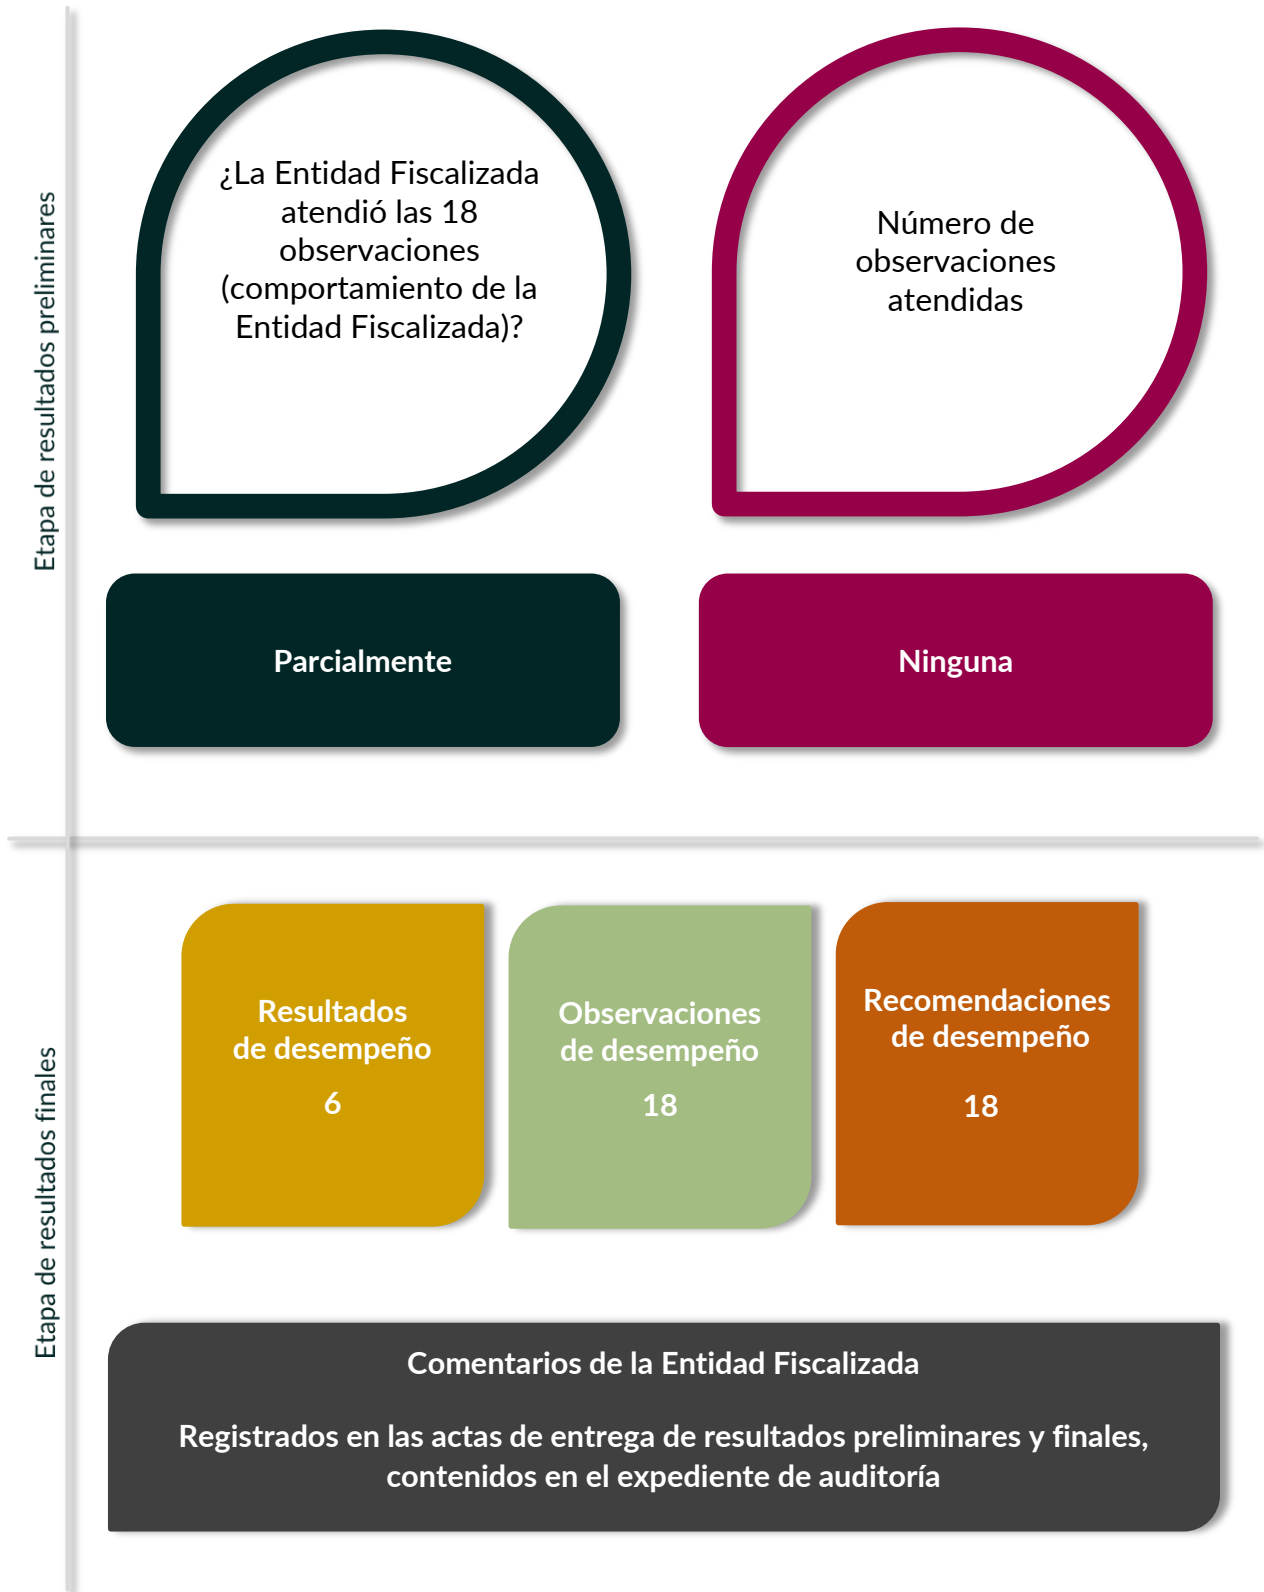 Etapa de resultados preliminares
¿La Entidad Fiscalizada
atendió las 18
observaciones
(comportamiento de la
Entidad Fiscalizada)?
Número de
observaciones
atendidas
Parcialmente
Ninguna
Etapa de resultados finales
Resultados
de desempeño
6
Observaciones
de desempeño
18
Recomendaciones
de desempeño
18
Comentarios de la Entidad Fiscalizada
Registrados en las actas de entrega de resultados preliminares y finales,
contenidos en el expediente de auditoría